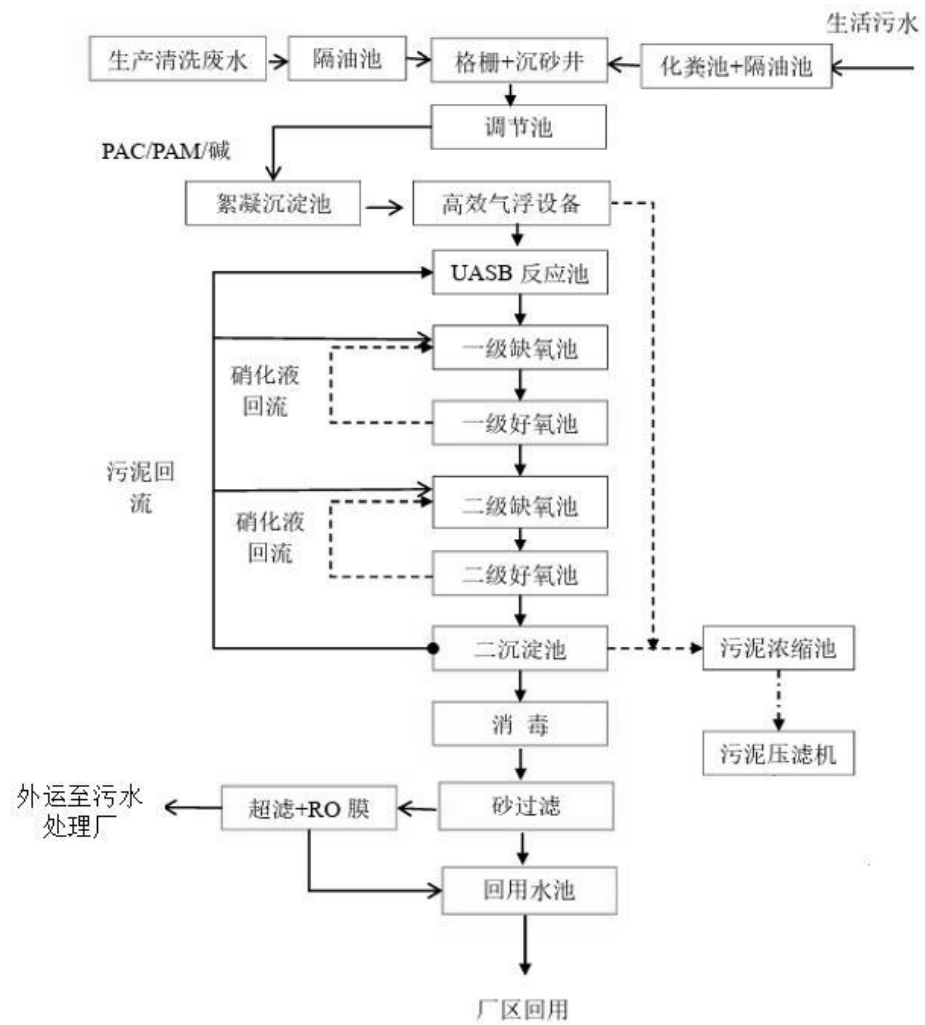 生活污水
生产清洗废水
隔油池
格栅+沉砂井
化粪池+隔油池
调节池
PAC/PAM/碱
絮凝沉淀池
高效气浮设备
UASB 反应池
一级缺氧池
硝化液
回流
一级好氧池
污泥回
流
二级缺氧池
硝化液
回流
二级好氧池
二沉淀池
污泥浓缩池
消 毒
污泥压滤机
外运至污水
处理厂
超滤+RO 膜
砂过滤
回用水池
厂区回用